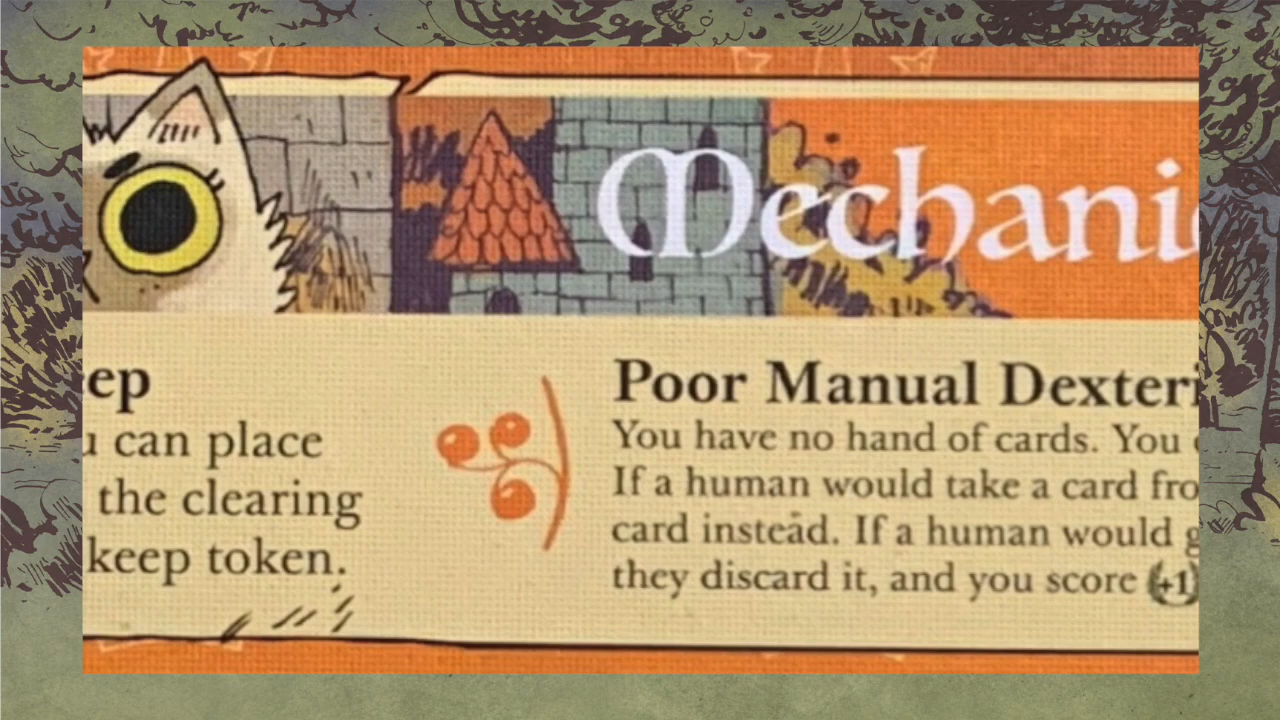 Mechani
ep
can place
the clearing
keep token.
Poor Manual Dexteri
You have no hand of cards. You
If a human would take a card fro
card instead. If a human would g
they discard it, and you score (+1)